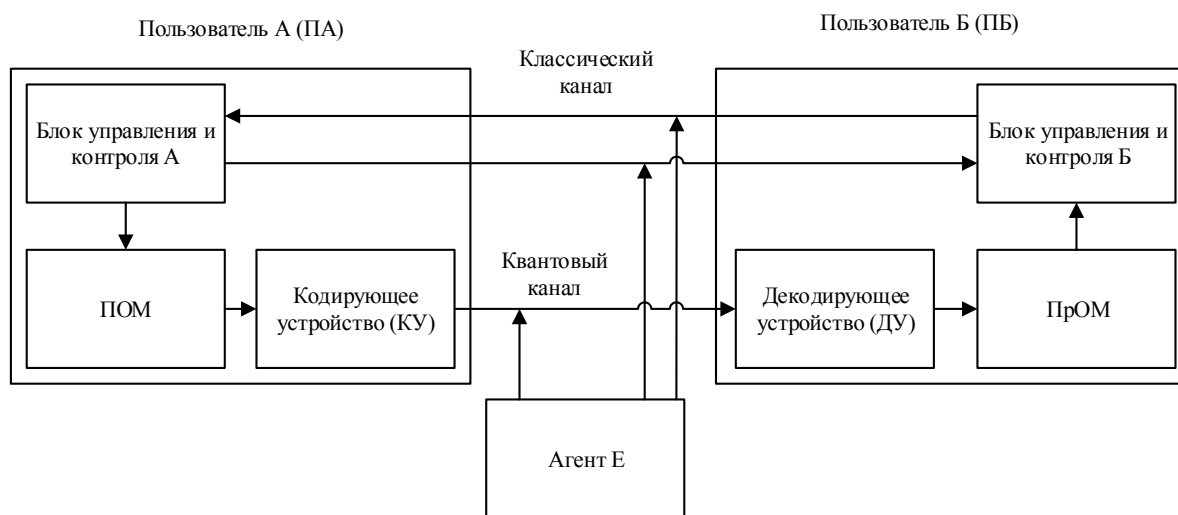 Пользователь А (ПА)
Пользователь Б (ПБ)
Классический
канал
Блок управления и
контроля А
Блок управления и
контроля Б
Квантовый
канал
ПОМ
Кодирующее
устройство (КУ)
Декодирующее
устройство (ДУ)
ПрОМ
Агент Е